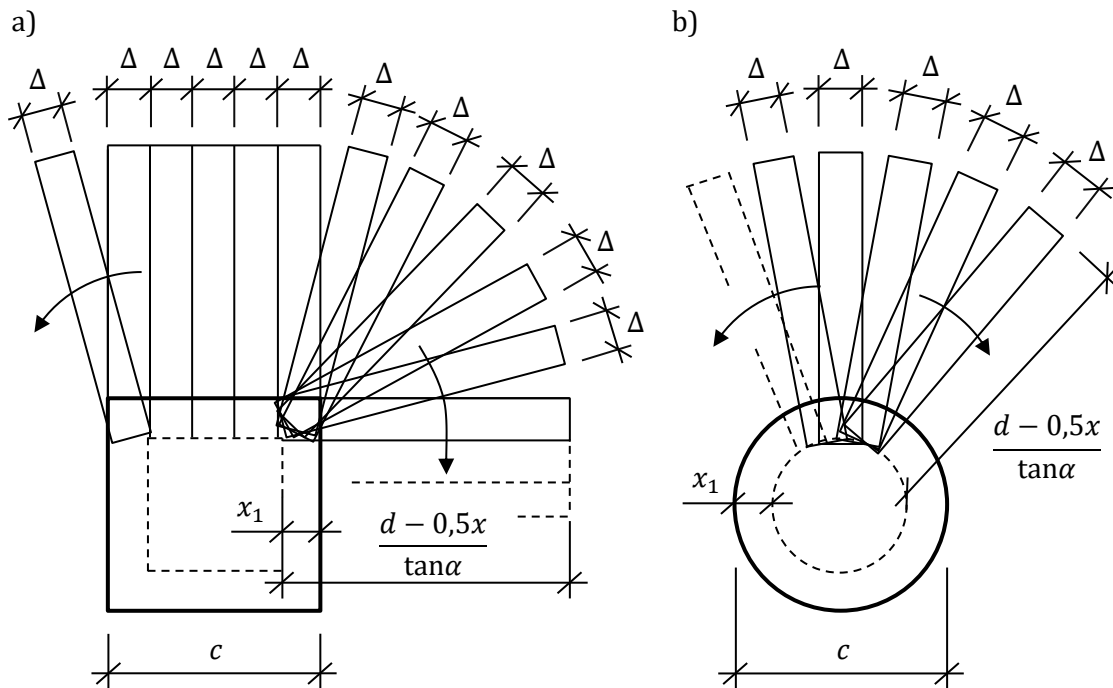 a)
b)
Δ Δ Δ Δ Δ Δ Δ Δ Δ Δ Δ
Δ Δ Δ Δ Δ
x₁
d − 0,5x
tanα
c
x₁
d − 0,5x
tanα
c